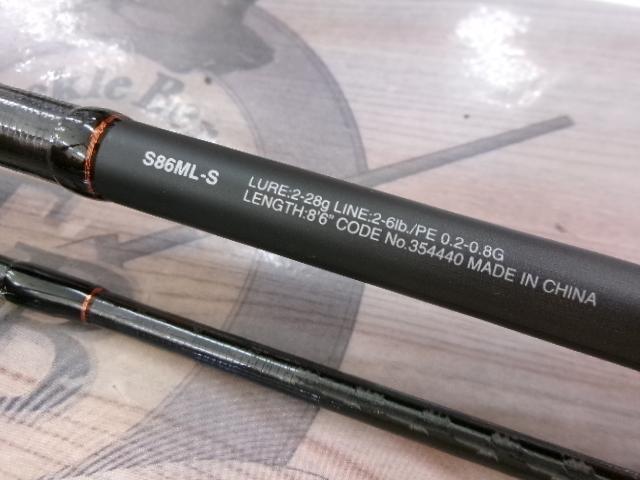 S86ML-S
LURE:2-28g LINE:2-6lb./PE 0.2-0.8G
LENGTH:8'6" CODE No.354440 MADE IN CHINA